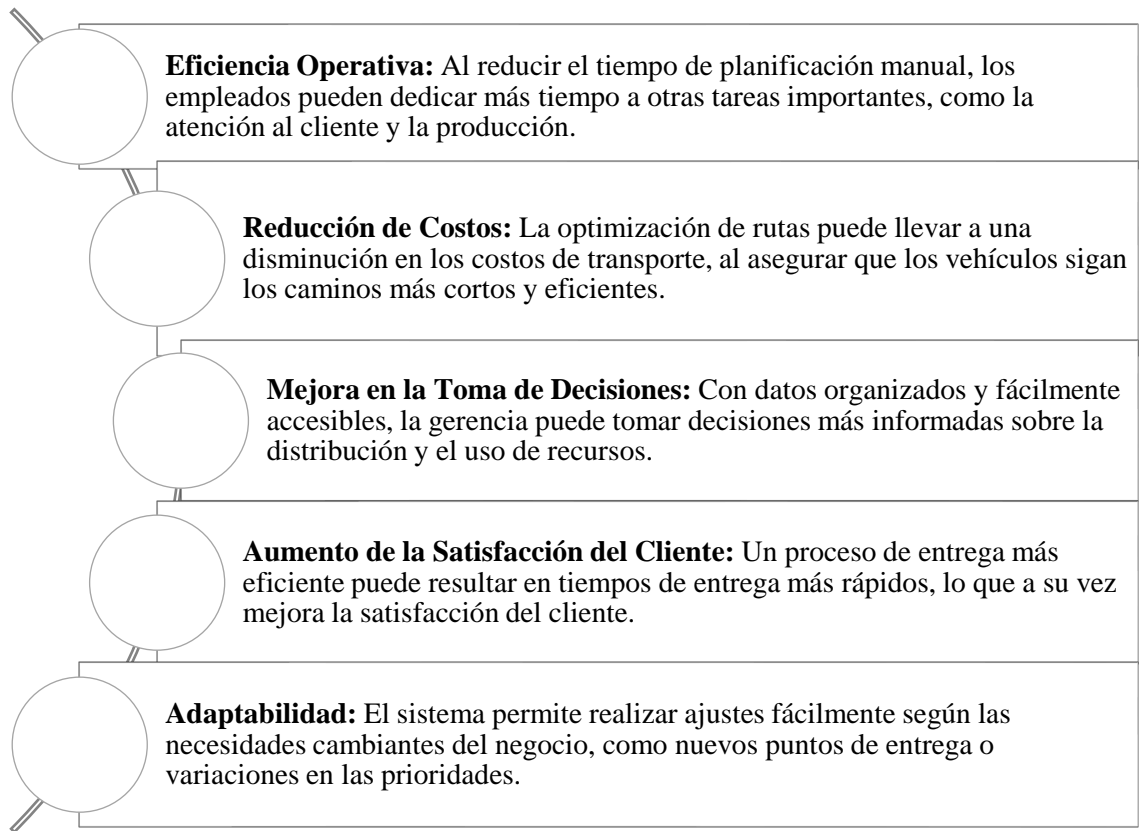 Eficiencia Operativa: Al reducir el tiempo de planificación manual, los
empleados pueden dedicar más tiempo a otras tareas importantes, como la
atención al cliente y la producción.
Reducción de Costos: La optimización de rutas puede llevar a una
disminución en los costos de transporte, al asegurar que los vehículos sigan
los caminos más cortos y eficientes.
Mejora en la Toma de Decisiones: Con datos organizados y fácilmente
accesibles, la gerencia puede tomar decisiones más informadas sobre la
distribución y el uso de recursos.
Aumento de la Satisfacción del Cliente: Un proceso de entrega más
eficiente puede resultar en tiempos de entrega más rápidos, lo que a su vez
mejora la satisfacción del cliente.
Adaptabilidad: El sistema permite realizar ajustes fácilmente según las
necesidades cambiantes del negocio, como nuevos puntos de entrega o
variaciones en las prioridades.